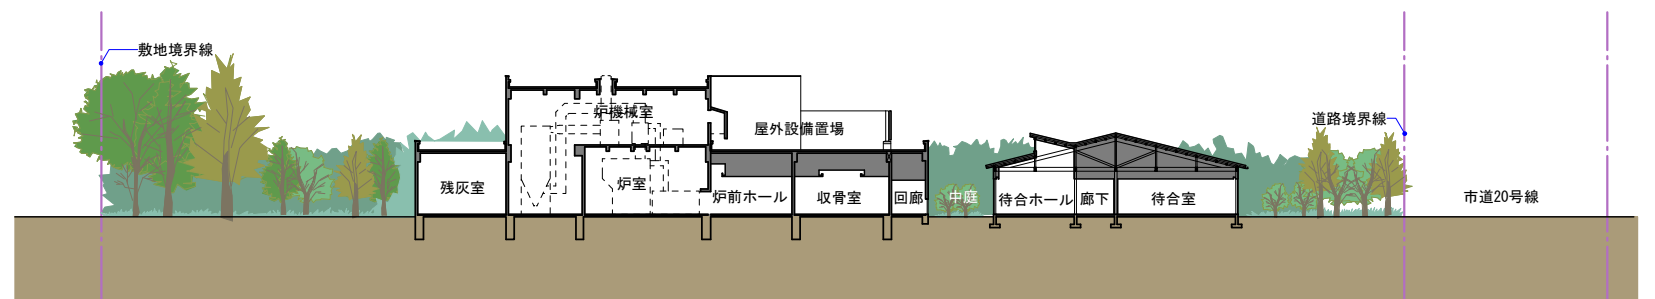 敷地境界線
炉機械室
屋外設備置場
道路境界線
残灰室
炉室
炉前ホール
収骨室
回廊
中庭
待合ホール
廊下
待合室
市道20号線